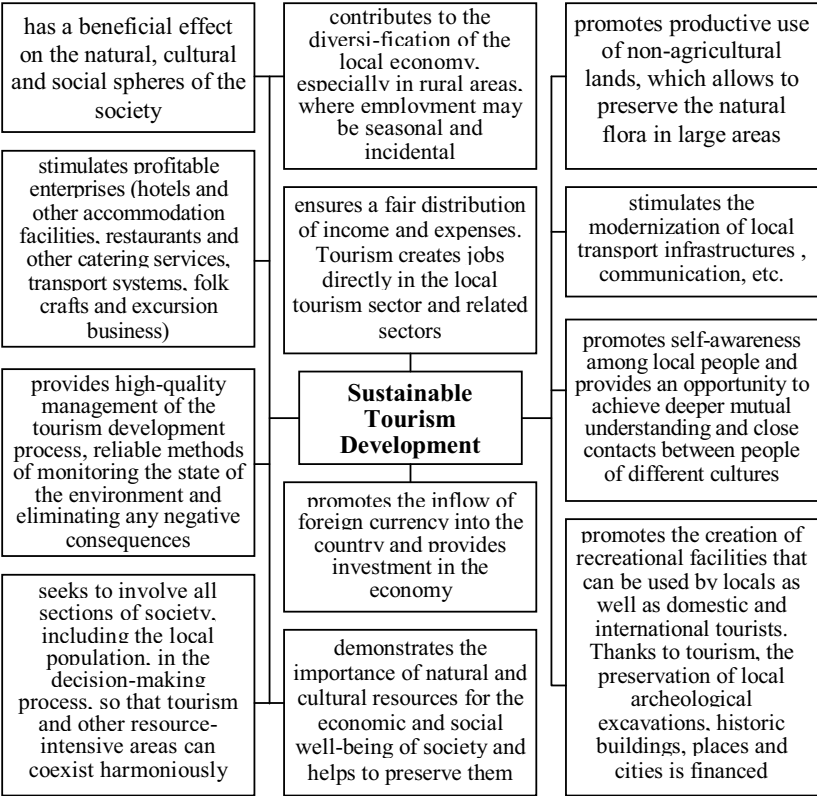 has a beneficial effect
on the natural, cultural
and social spheres of the
society
contributes to the
diversi-fication of the
local economy,
especially in rural areas,
where employment may
be seasonal and
incidental
promotes productive use
of non-agricultural
lands, which allows to
preserve the natural
flora in large areas
stimulates profitable
enterprises (hotels and
other accommodation
facilities, restaurants and
other catering services,
transport systems, folk
crafts and excursion
business)
ensures a fair distribution
of income and expenses.
Tourism creates jobs
directly in the local
tourism sector and related
sectors
stimulates the
modernization of local
transport infrastructures ,
communication, etc.
provides high-quality
management of the
tourism development
process, reliable methods
of monitoring the state of
the environment and
eliminating any negative
consequences
Sustainable
Tourism
Development
promotes self-awareness
among local people and
provides an opportunity to
achieve deeper mutual
understanding and close
contacts between people
of different cultures
promotes the inflow of
foreign currency into the
country and provides
investment in the
economy
seeks to involve all
sections of society,
including the local
population, in the
decision-making
process, so that tourism
and other resource-
intensive areas can
coexist harmoniously
demonstrates the
importance of natural and
cultural resources for the
economic and social
well-being of society and
helps to preserve them
promotes the creation of
recreational facilities that
can be used by locals as
well as domestic and
international tourists.
Thanks to tourism, the
preservation of local
archeological
excavations, historic
buildings, places and
cities is financed